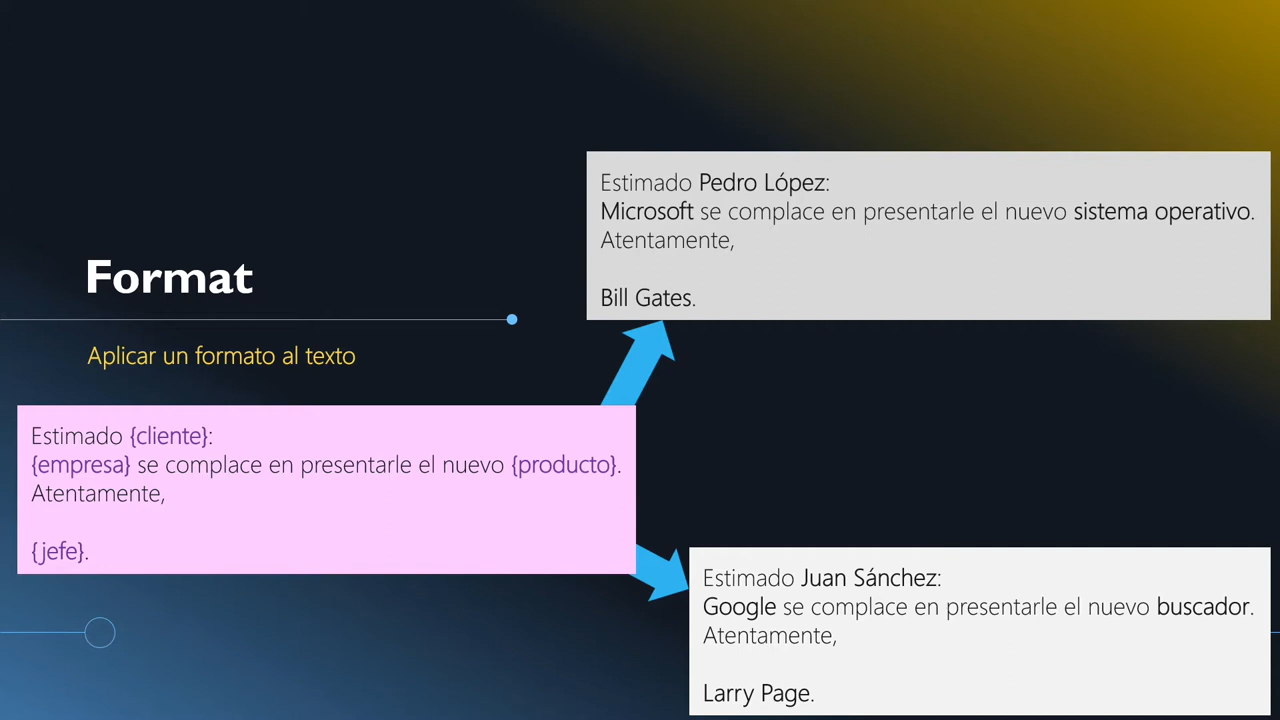 Format
Aplicar un formato al texto
Estimado {cliente}:
{empresa} se complace en presentarle el nuevo {producto}.
Atentamente,
{jefe}.
Estimado Pedro López:
Microsoft se complace en presentarle el nuevo sistema operativo.
Atentamente,
Bill Gates.
Estimado Juan Sánchez:
Google se complace en presentarle el nuevo buscador.
Atentamente,
Larry Page.